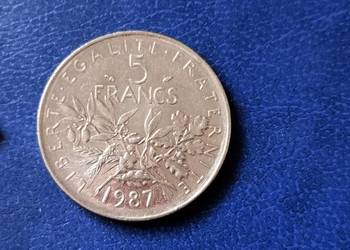 LIBERTE · EGALITE · FRATERNITE
5
FRANCS
1987